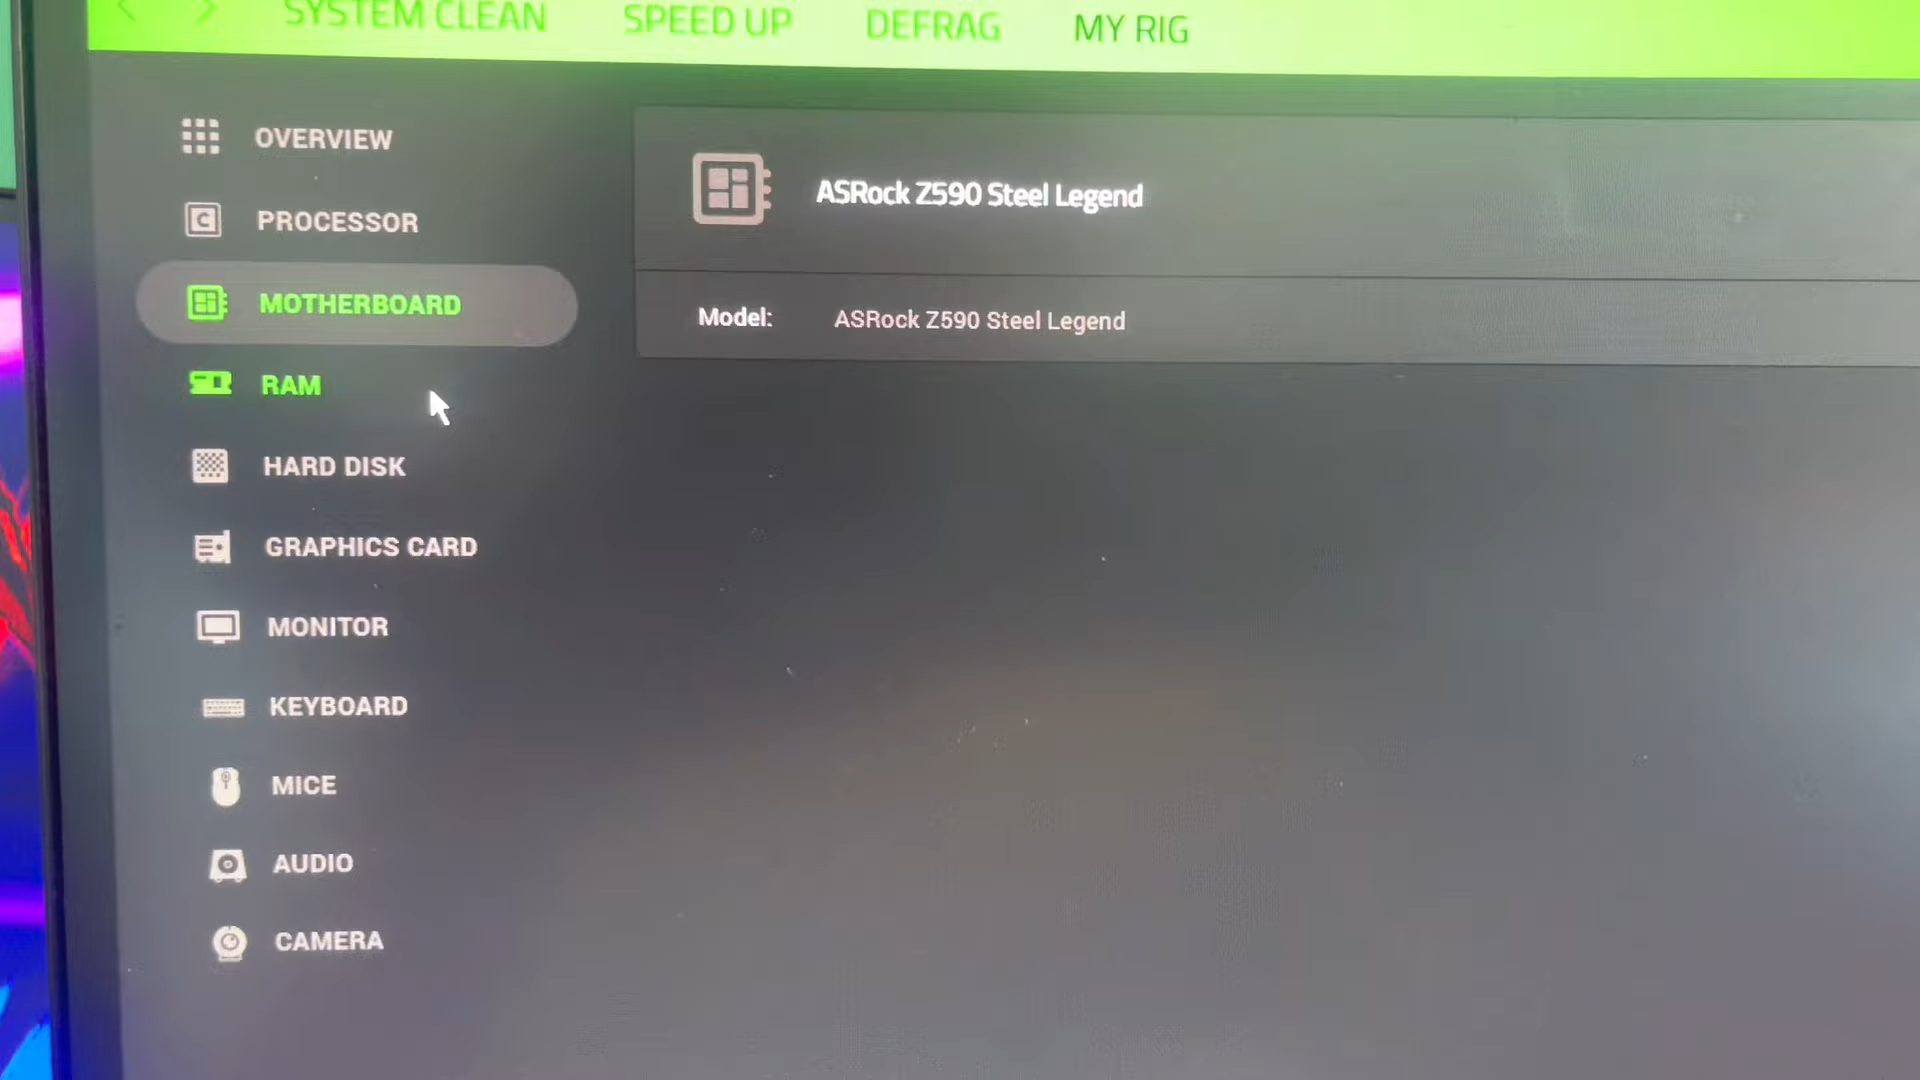 SYSTEM CLEAN
SPEED UP
DEFRAG
MY RIG
OVERVIEW
PROCESSOR
MOTHERBOARD
RAM
HARD DISK
GRAPHICS CARD
MONITOR
KEYBOARD
MICE
AUDIO
CAMERA
ASRock Z590 Steel Legend
Model: ASRock Z590 Steel Legend